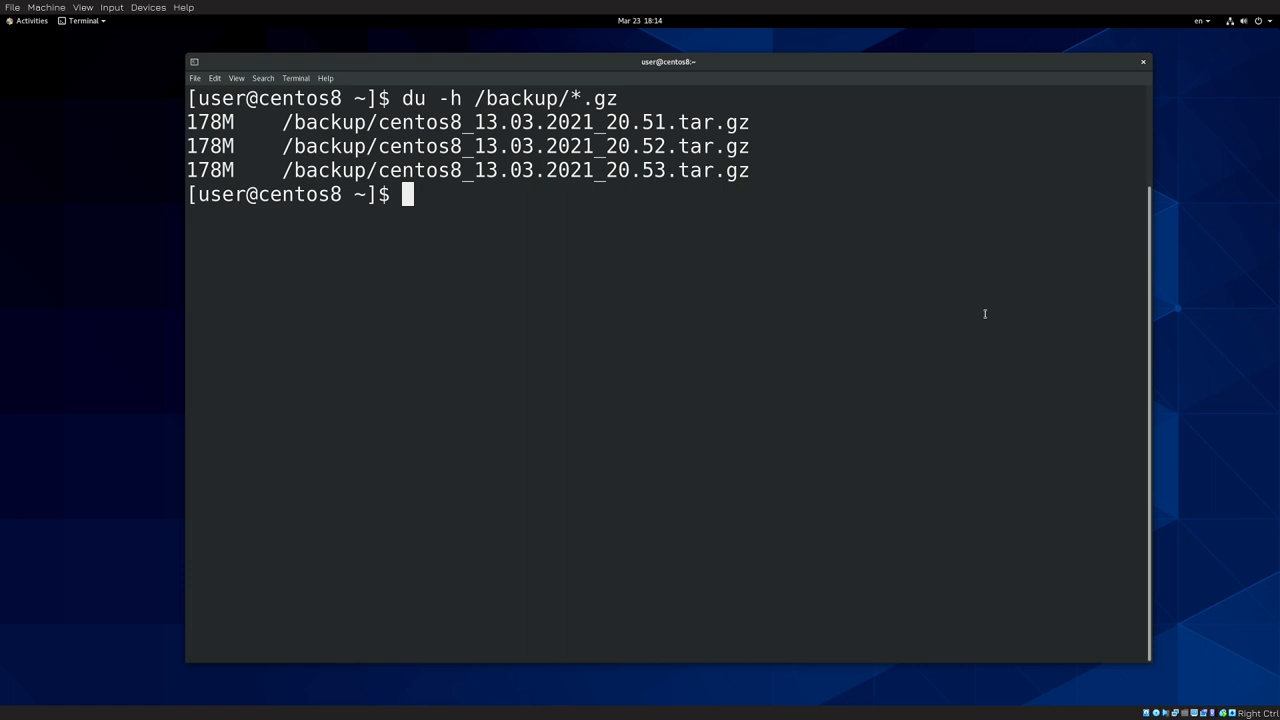 File Machine View Input Devices Help
Activities Terminal Mar 23 18:14 en
user@centos8:~
File Edit View Search Terminal Help
[user@centos8 ~]$ du -h /backup/*.gz
178M /backup/centos8_13.03.2021_20.51.tar.gz
178M /backup/centos8_13.03.2021_20.52.tar.gz
178M /backup/centos8_13.03.2021_20.53.tar.gz
[user@centos8 ~]$
Right Ctrl